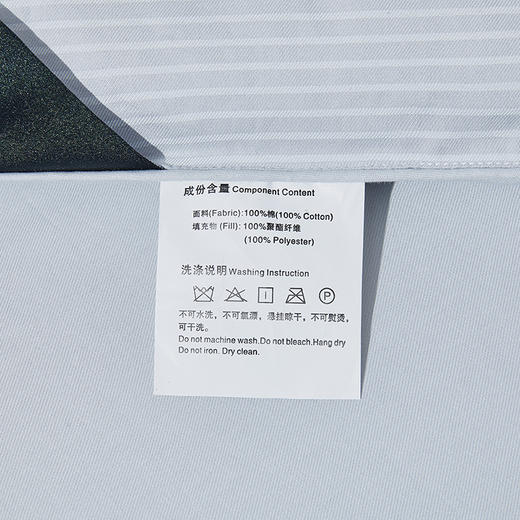 成份含量 Component Content
面料(Fabric):100%棉(100% Cotton)
填充物 (Fill): 100%聚酯纤维
(100% Polyester)
洗涤说明 Washing Instruction
P
不可水洗，不可氯漂，悬挂晾干，不可熨烫，
可干洗。
Do not machine wash.Do not bleach.Hang dry
Do not iron. Dry clean.